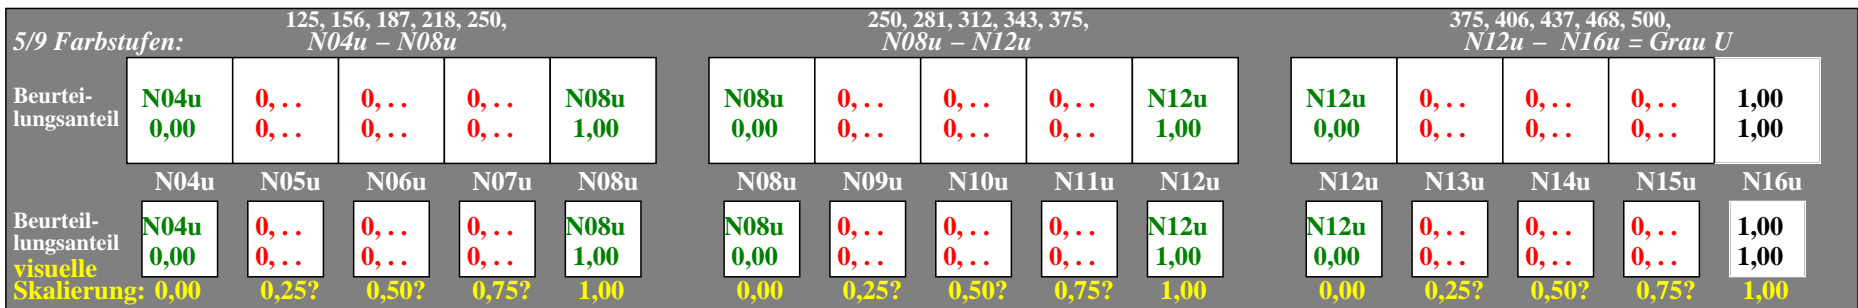 125, 156, 187, 218, 250, 250, 281, 312, 343, 375, 375, 406, 437, 468, 500,
5/9 Farbstufen: N04u – N08u N08u – N12u N12u – N16u = Grau U
Beurtei- N04u 0, . . 0, . . 0, . . N08u N08u 0, . . 0, . . 0, . . N12u N12u 0, . . 0, . . 0, . . 1,00
lungsanteil 0,00 0, . . 0, . . 0, . . 1,00 0,00 0, . . 0, . . 0, . . 1,00 0,00 0, . . 0, . . 0, . . 1,00
N04u N05u N06u N07u N08u N08u N09u N10u N11u N12u N12u N13u N14u N15u N16u
Beurteil- N04u 0, . . 0, . . 0, . . N08u N08u 0, . . 0, . . 0, . . N12u N12u 0, . . 0, . . 0, . . 1,00
lungsanteil 0,00 0, . . 0, . . 0, . . 1,00 0,00 0, . . 0, . . 0, . . 1,00 0,00 0, . . 0, . . 0, . . 1,00
visuelle
Skalierung: 0,00 0,25? 0,50? 0,75? 1,00 0,00 0,25? 0,50? 0,75? 1,00 0,00 0,25? 0,50? 0,75? 1,00